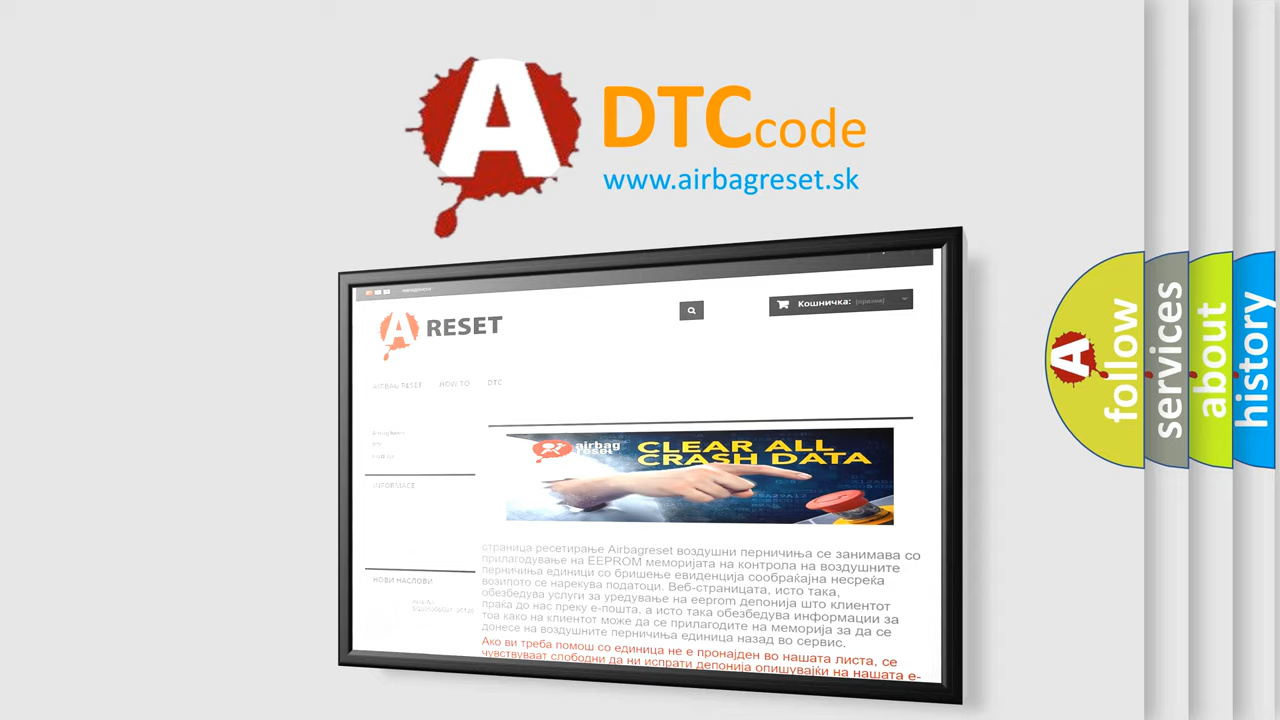 A DTC code
www.airbagreset.sk
A RESET
Кошничка: (празни)
AIRBAG RESET HOW TO DTC
INFORMACE
НОВИ НАСЛОВИ
airbag
reset
CLEAR ALL
CRASH DATA
страница ресетирање Airbagreset воздушни перничиња се занимава со
прилагодување на EEPROM меморијата на контрола на воздушните
перничиња единици со бришење евиденција сообраќајна несреќа
возилото се нарекува податоци. Веб-страницата, исто така,
обезбедува услуги за уредување на eeprom депонија што клиентот
праќа до нас преку е-пошта, а исто така обезбедува информации за
тоа како на клиентот може да се прилагодите на меморија за да се
донесе на воздушните перничиња единица назад во сервис.
Ако ви треба помош со единица не е пронајден во нашата листа, се
чувствуваат слободни да ни испрати депонија опишувајќи на нашата е-
A follow
services
about
history